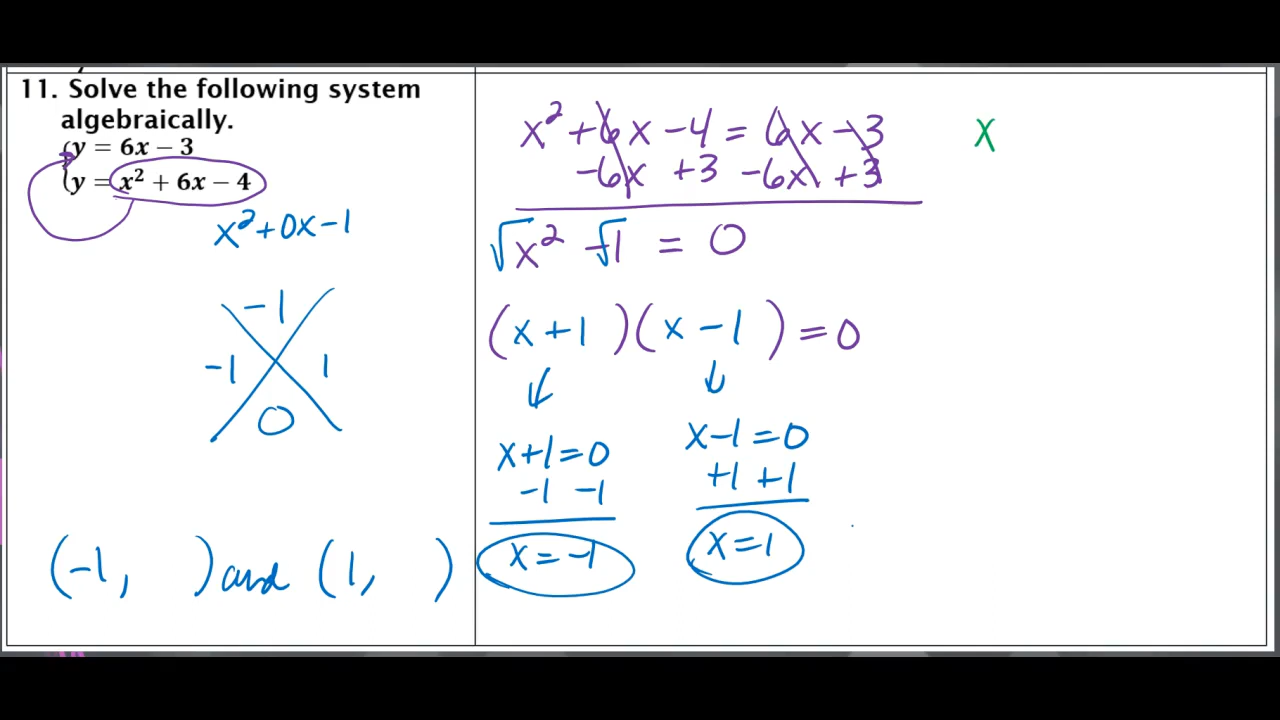 11. Solve the following system
algebraically.
y = 6x − 3
y = x² + 6x − 4
x² + 0x − 1
−1
−1 1
0
(−1, ) and (1, )
x² + 6x − 4 = 6x − 3
−6x +3 −6x +3
√x² −√1 = 0
(x + 1)(x − 1) = 0
x+1=0
−1 −1
x = −1
x−1=0
+1 +1
x=1
x